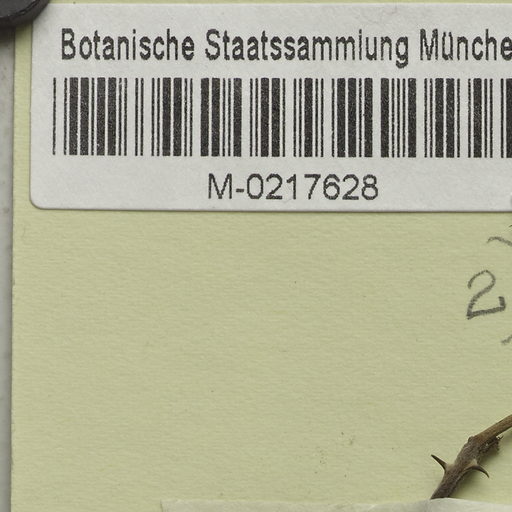 Botanische Staatssammlung Münche
M-0217628
2